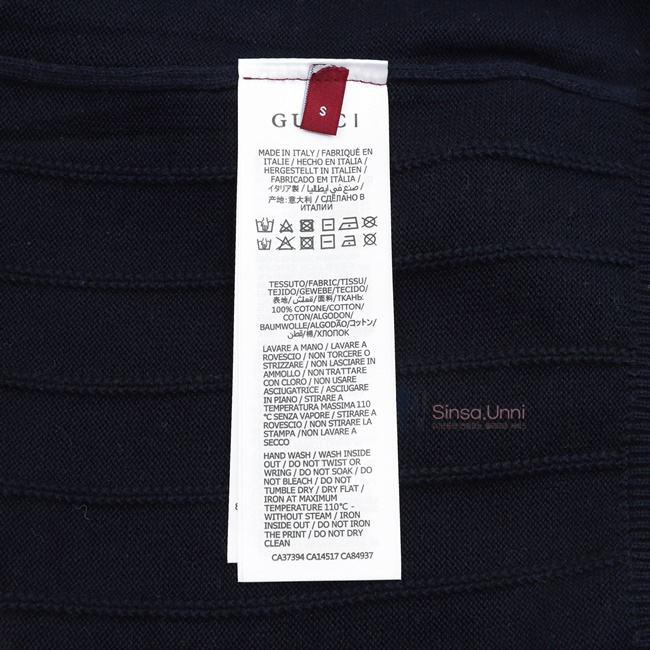 S
GUCCI
MADE IN ITALY / FABRIQUÉ EN
ITALIE / HECHO EN ITALIA /
HERGESTELLT IN ITALIEN /
FABRICADO EM ITÁLIA /
イタリア製 / صنع في إيطاليا /
产地：意大利 / СДЕЛАНО В
ИТАЛИИ
TESSUTO/FABRIC/TISSU/
TEJIDO/GEWEBE/TECIDO/
表地/قماش/面料/ТКАНЬ:
100% COTONE/COTTON/
COTON/ALGODON/
BAUMWOLLE/ALGODÃO/コットン/
قطن/棉/ХЛОПОК
LAVARE A MANO / LAVARE A
ROVESCIO / NON TORCERE O
STRIZZARE / NON LASCIARE IN
AMMOLLO / NON TRATTARE
CON CLORO / NON USARE
ASCIUGATRICE / ASCIUGARE
IN PIANO / STIRARE A
TEMPERATURA MASSIMA 110
°C SENZA VAPORE / STIRARE A
ROVESCIO / NON STIRARE LA
STAMPA /NON LAVARE A
SECCO
HAND WASH / WASH INSIDE
OUT / DO NOT TWIST OR
WRING / DO NOT SOAK / DO
NOT BLEACH / DO NOT
TUMBLE DRY / DRY FLAT /
IRON AT MAXIMUM
TEMPERATURE 110°C -
WITHOUT STEAM / IRON
INSIDE OUT / DO NOT IRON
THE PRINT / DO NOT DRY
CLEAN
CA37394 CA14517 CA84937
Sinsa.Unni